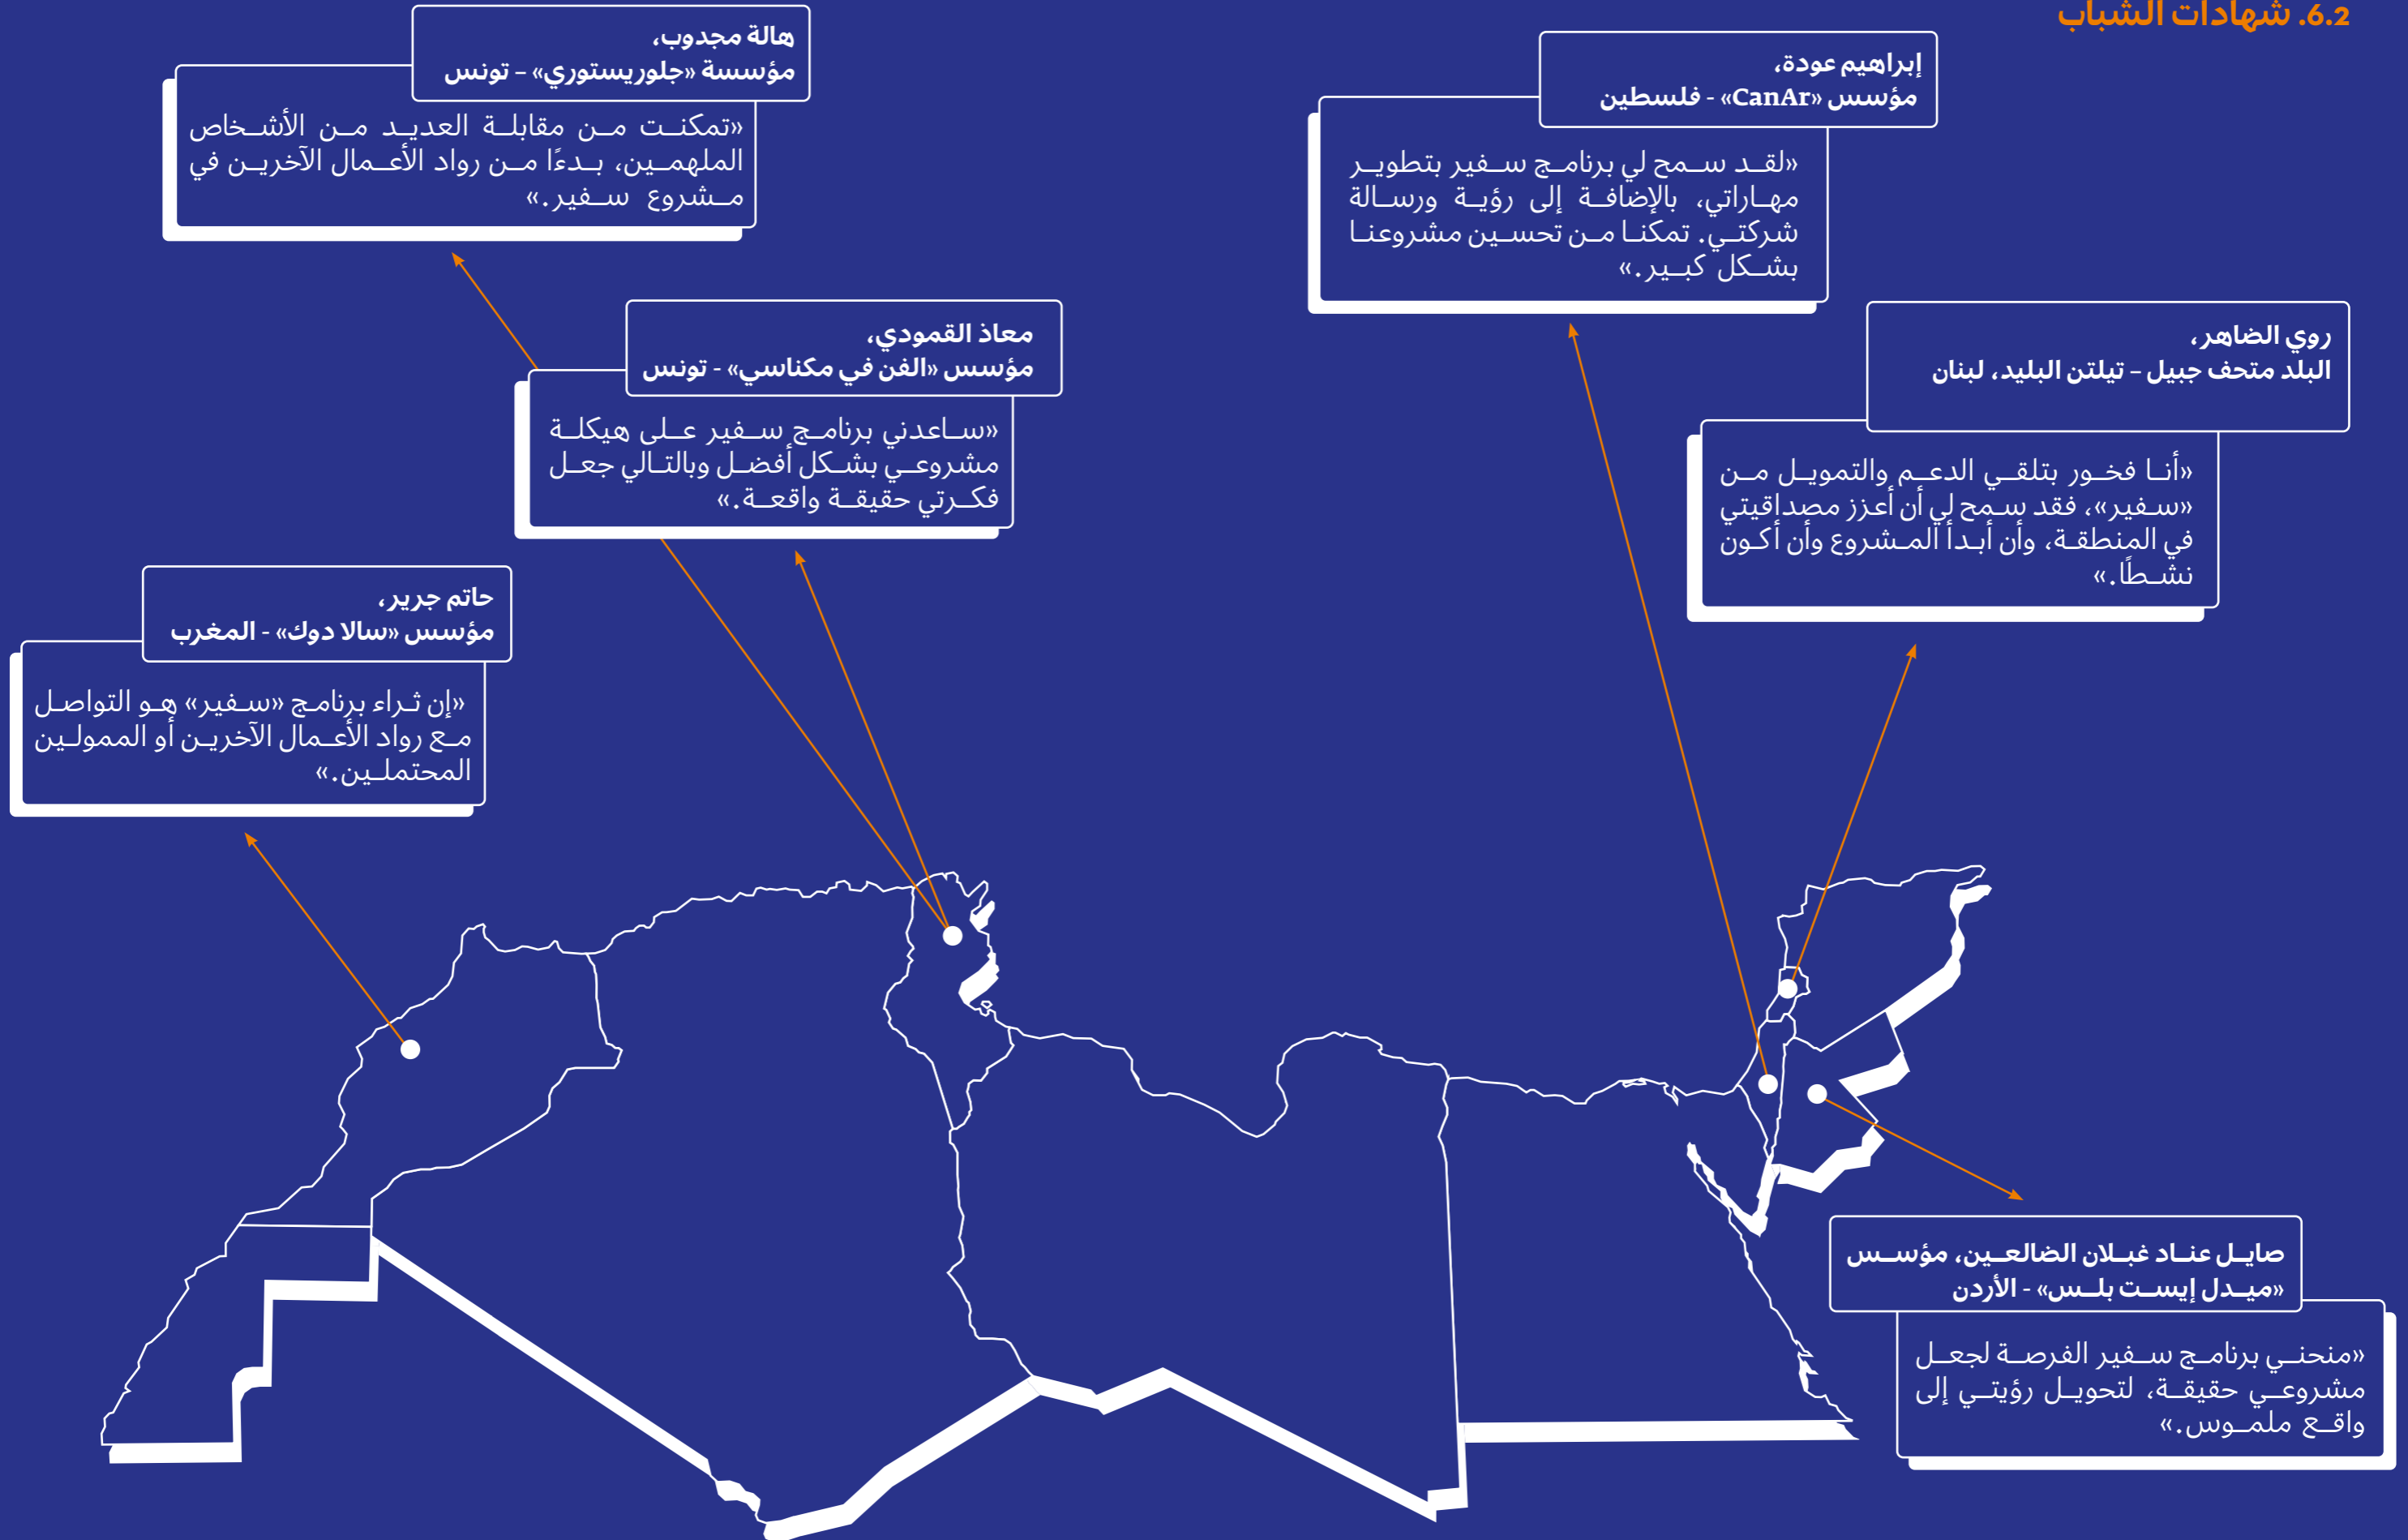 6.2. شهادات الشباب
إبراهيم عودة،
مؤسس «CanAr» - فلسطين
«لقد سمح لي برنامج سفير بتطوير
مهاراتي، بالإضافة إلى رؤية ورسالة
شركتي. تمكنا من تحسين مشروعنا
بشكل كبير.»
هالة مجدوب،
مؤسسة «جلوريستوري» - تونس
«تمكنت من مقابلة العديد من الأشخاص
الملهمين، بدءًا من رواد الأعمال الآخرين في
مشروع سفير.»
روي الضاهر،
البلد متحف جبيل - تيلتن البليد، لبنان
«أنا فخور بتلقي الدعم والتمويل من
«سفير»، فقد سمح لي أن أعزز مصداقيتي
في المنطقة، وأن أبدأ المشروع وأن أكون
نشطًا.»
معاذ القمودي،
مؤسس «الفن في مكناسي» - تونس
«ساعدني برنامج سفير على هيكلة
مشروعي بشكل أفضل وبالتالي جعل
فكرتي حقيقة واقعة.»
حاتم جرير،
مؤسس «سالا دوك» - المغرب
«إن ثراء برنامج «سفير» هو التواصل
مع رواد الأعمال الآخرين أو الممولين
المحتملين.»
صايل عناد غبلان الضالعين، مؤسس
«ميدل إيست بلس» - الأردن
«منحني برنامج سفير الفرصة لجعل
مشروعي حقيقة، لتحويل رؤيتي إلى
واقع ملموس.»